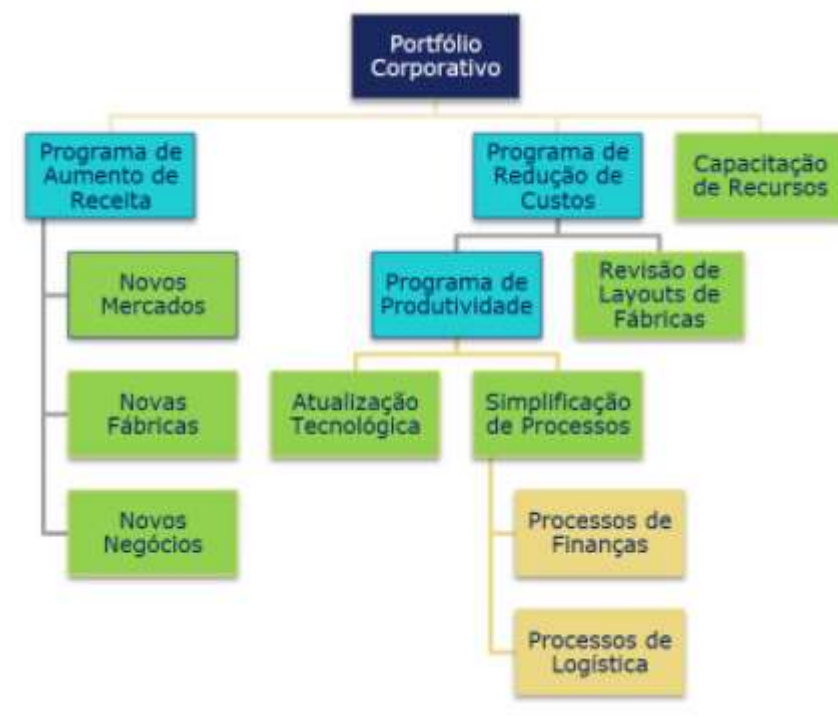 Portfólio
Corporativo
Programa de
Aumento de
Receita
Programa de
Redução de
Custos
Capacitação
de Recursos
Novos
Mercados
Programa de
Produtividade
Revisão de
Layouts de
Fábricas
Novas
Fábricas
Atualização
Tecnológica
Simplificação
de Processos
Novos
Negócios
Processos de
Finanças
Processos de
Logística